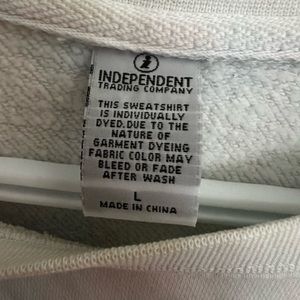 INDEPENDENT
TRADING COMPANY
THIS SWEATSHIRT
IS INDIVIDUALLY
DYED.DUE TO THE
NATURE OF
GARMENT DYEING
FABRIC COLOR MAY
BLEED OR FADE
AFTER WASH
L
MADE IN CHINA